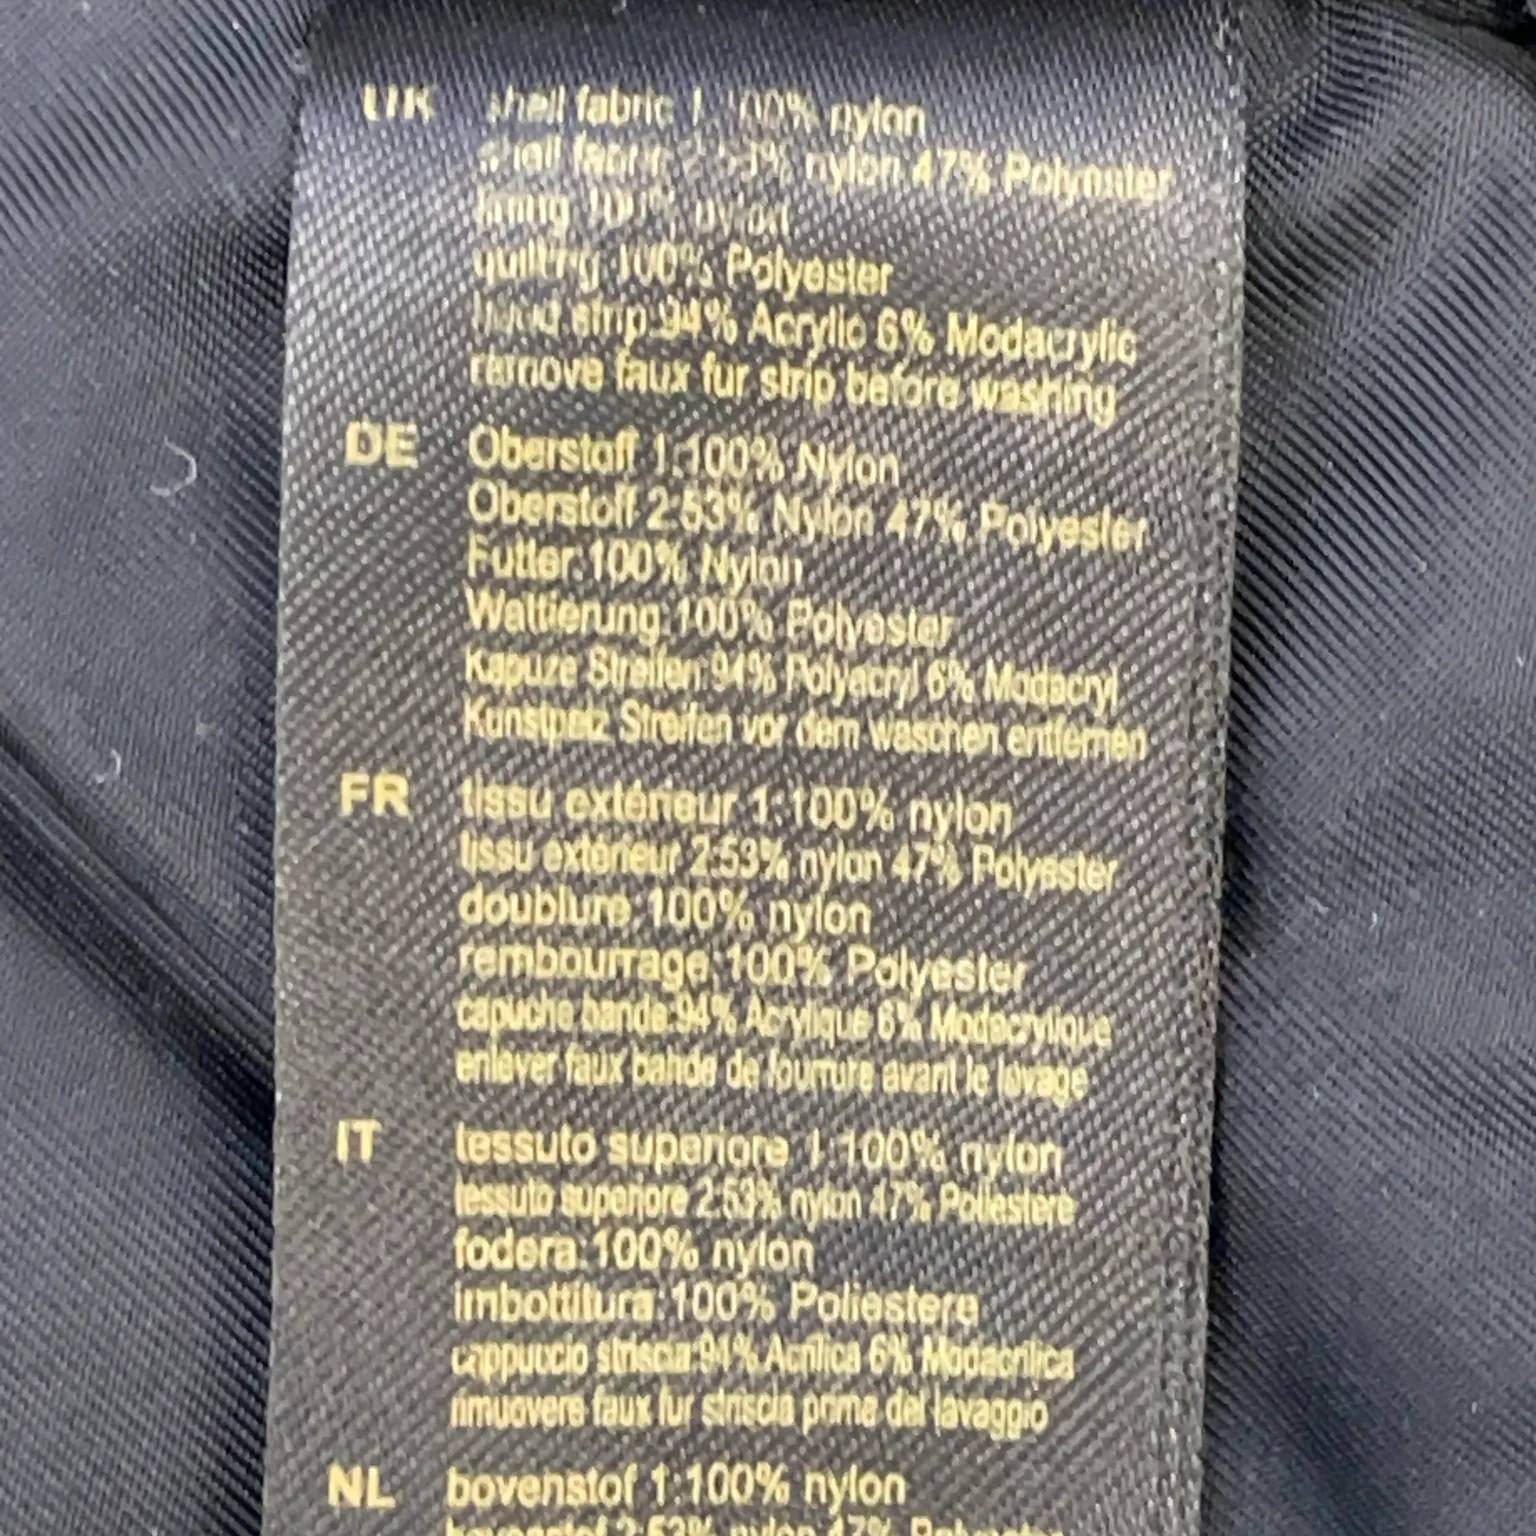 UK shell fabric 1:100% nylon
shell fabric 2:53% nylon 47% Polyester
lining:100% nylon
quilting:100% Polyester
hood strip:94% Acrylic 6% Modacrylic
remove faux fur strip before washing
DE Oberstoff 1:100% Nylon
Oberstoff 2:53% Nylon 47% Polyester
Futter:100% Nylon
Wattierung:100% Polyester
Kapuze Streifen:94% Polyacryl 6% Modacryl
Kunstpelz Streifen vor dem waschen entfernen
FR tissu extérieur 1:100% nylon
tissu extérieur 2:53% nylon 47% Polyester
doublure:100% nylon
rembourrage:100% Polyester
capuche bande:94% Acrylique 6% Modacrylique
enlever faux bande de fourrure avant le lavage
IT tessuto superiore 1:100% nylon
tessuto superiore 2:53% nylon 47% Poliestere
fodera:100% nylon
imbottitura:100% Poliestere
cappuccio striscia:94% Acrilica 6% Modacrilica
rimuovere faux fur striscia prima del lavaggio
NL bovenstof 1:100% nylon
bovenstof 2:53% nylon 47% Polyester